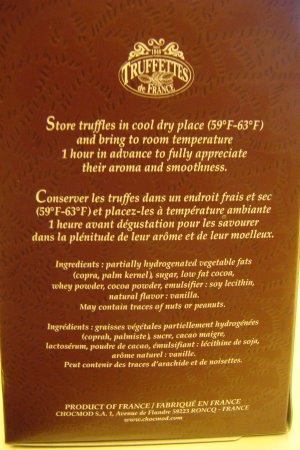 TRUFFETTES
de FRANCE
Store truffles in cool dry place (59°F-63°F)
and bring to room temperature
1 hour in advance to fully appreciate
their aroma and smoothness.
Conserver les truffes dans un endroit frais et sec
(59°F-63°F) et placez-les à température ambiante
1 heure avant dégustation pour les savourer
dans la plénitude de leur arôme et de leur moelleux.
Ingredients : partially hydrogenated vegetable fats
(copra, palm kernel), sugar, low fat cocoa,
whey powder, cocoa powder, emulsifier : soy lecithin,
natural flavor : vanilla.
May contain traces of nuts or peanuts.
Ingrédients : graisses végétales partiellement hydrogénées
(coprah, palmiste), sucre, cacao maigre,
lactosérum, poudre de cacao, émulsifiant : lécithine de soja,
arôme naturel : vanille.
Peut contenir des traces d'arachide et de noisettes.
PRODUCT OF FRANCE / FABRIQUÉ EN FRANCE
CHOCMOD S.A. 1, Avenue de Flandre 59223 RONCQ - FRANCE
www.chocmod.com